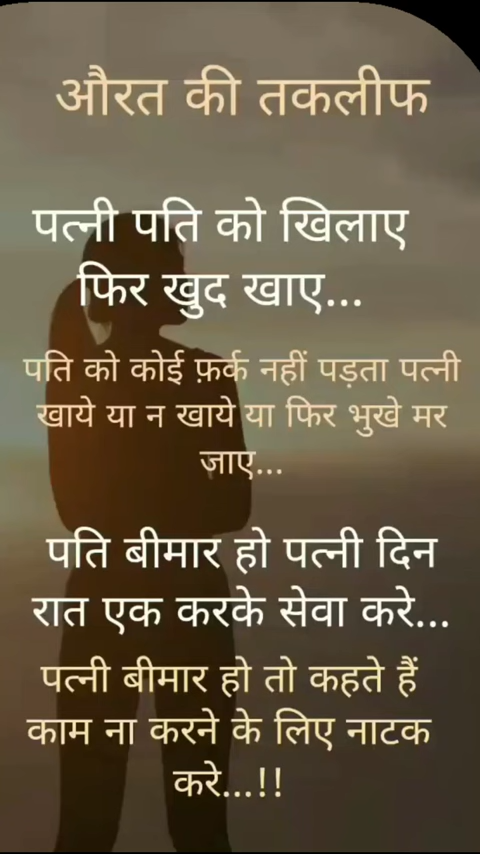 औरत की तकलीफ
पत्नी पति को खिलाए
फिर खुद खाए...
पति को कोई फ़र्क नहीं पड़ता पत्नी
खाये या न खाये या फिर भुखे मर
जाए...
पति बीमार हो पत्नी दिन
रात एक करके सेवा करे...
पत्नी बीमार हो तो कहते हैं
काम ना करने के लिए नाटक
करे...!!